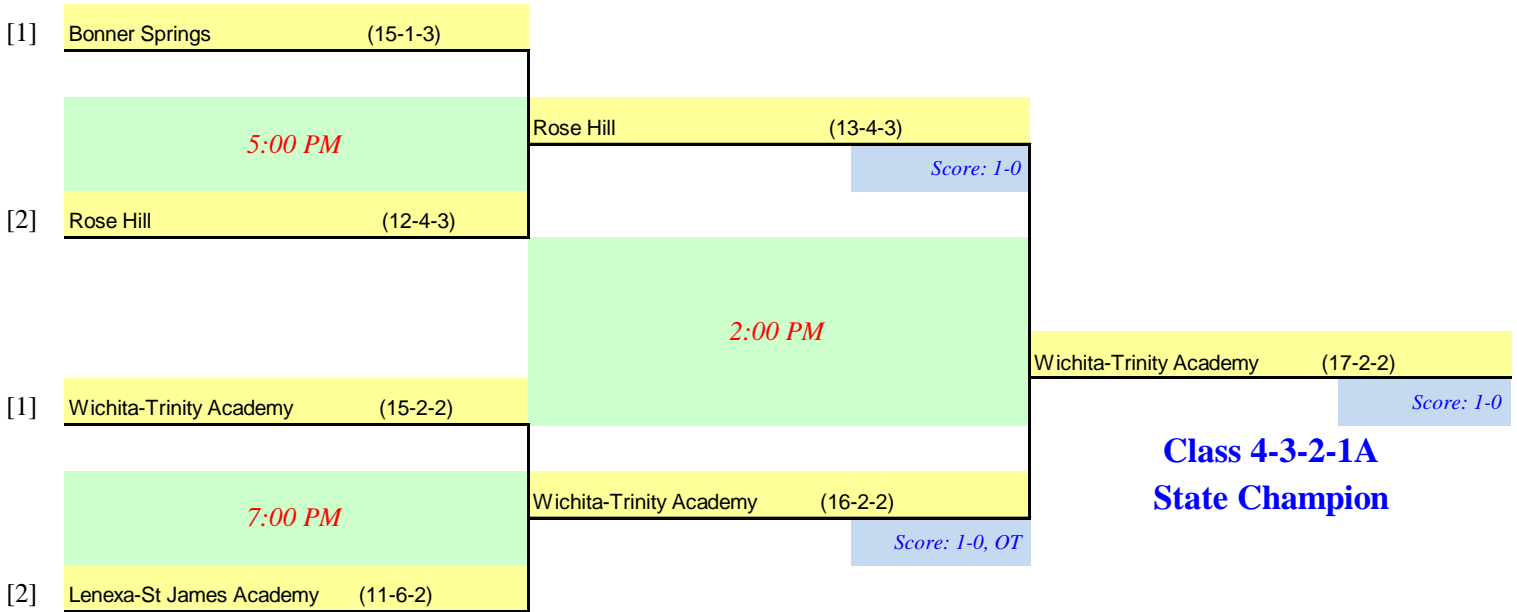 [1] Bonner Springs (15-1-3)
5:00 PM
Rose Hill (13-4-3)
Score: 1-0
[2] Rose Hill (12-4-3)
2:00 PM
Wichita-Trinity Academy (17-2-2)
Score: 1-0
[1] Wichita-Trinity Academy (15-2-2)
Class 4-3-2-1A
State Champion
7:00 PM
Wichita-Trinity Academy (16-2-2)
Score: 1-0, OT
[2] Lenexa-St James Academy (11-6-2)